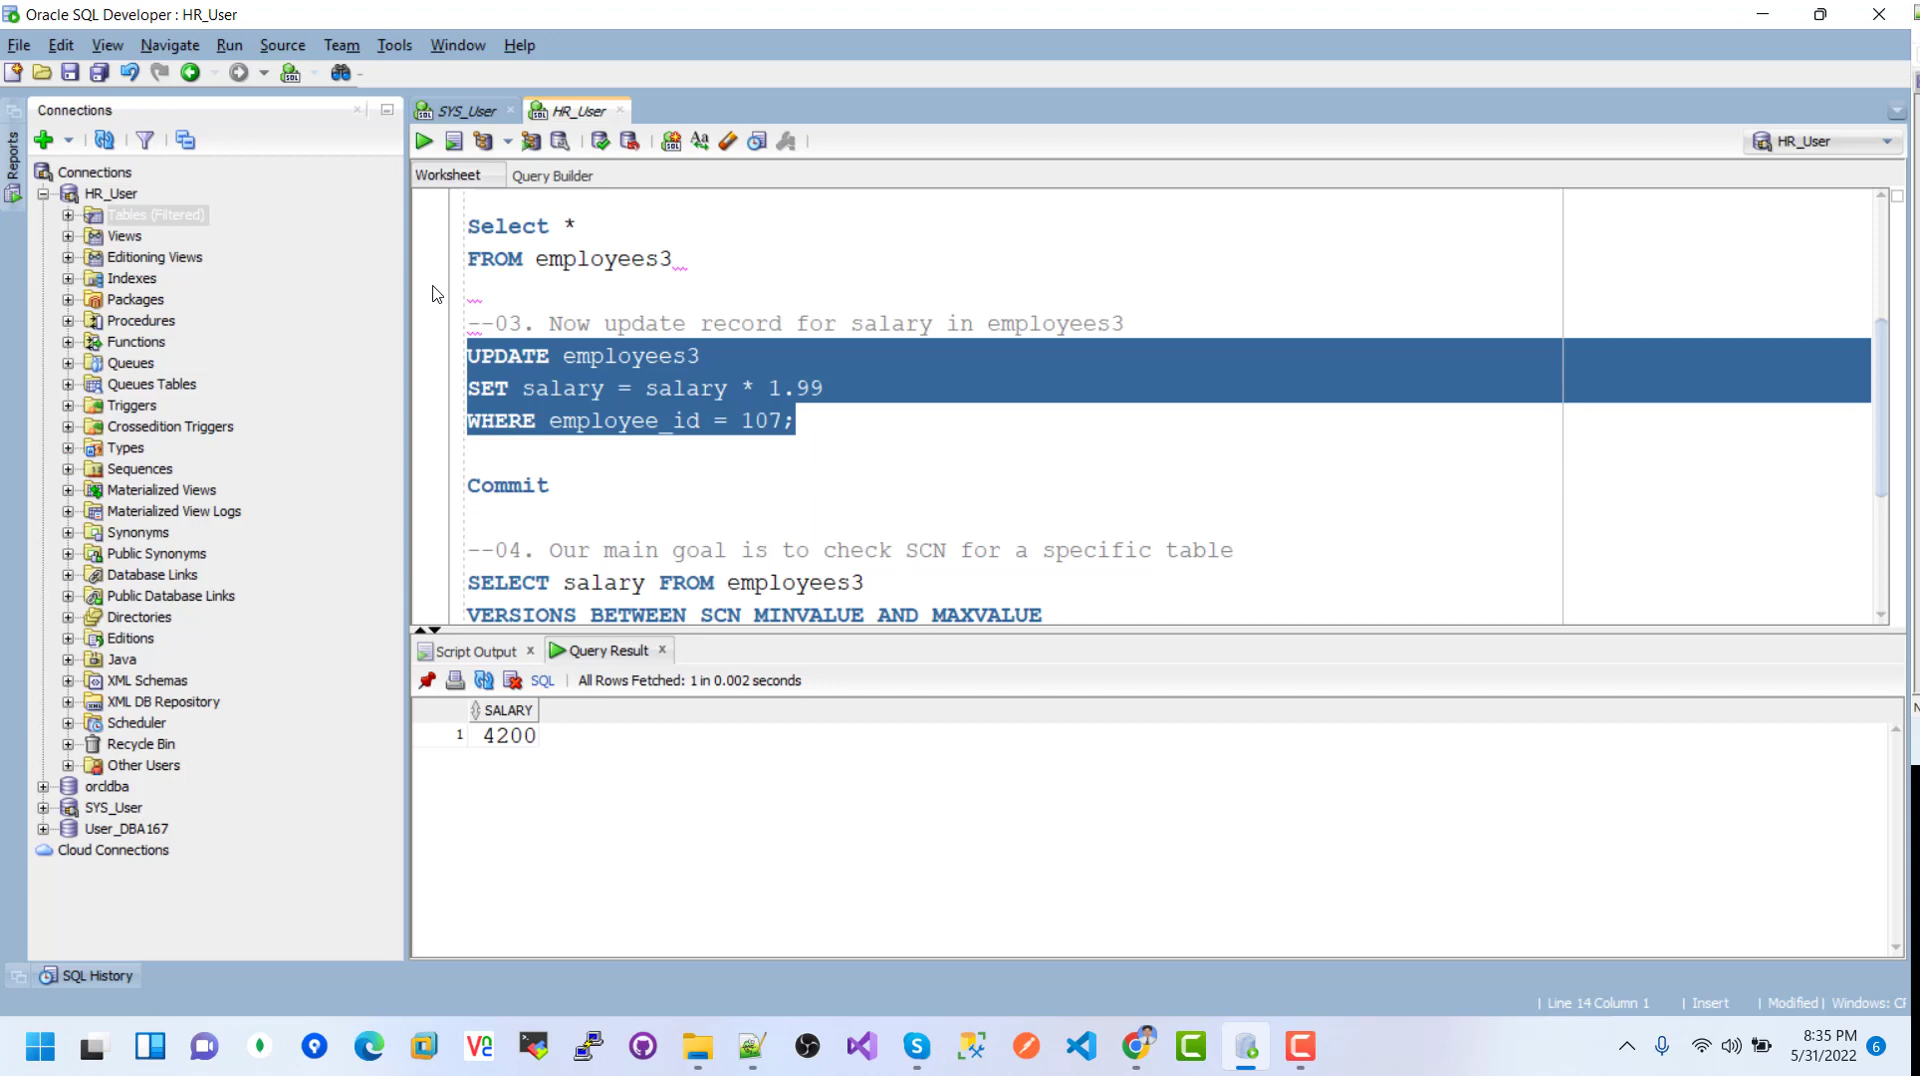 Oracle SQL Developer : HR_User
File Edit View Navigate Run Source Team Tools Window Help
Reports
Connections
SYS_User
HR_User
HR_User
Worksheet
Query Builder
Connections
HR_User
Tables (Filtered)
Views
Editioning Views
Indexes
Packages
Procedures
Functions
Queues
Queues Tables
Triggers
Crossedition Triggers
Types
Sequences
Materialized Views
Materialized View Logs
Synonyms
Public Synonyms
Database Links
Public Database Links
Directories
Editions
Java
XML Schemas
XML DB Repository
Scheduler
Recycle Bin
Other Users
orcldba
SYS_User
User_DBA167
Cloud Connections
Select *
FROM employees3
--03. Now update record for salary in employees3
UPDATE employees3
SET salary = salary * 1.99
WHERE employee_id = 107;
Commit
--04. Our main goal is to check SCN for a specific table
SELECT salary FROM employees3
VERSIONS BETWEEN SCN MINVALUE AND MAXVALUE
Script Output
Query Result
SQL
All Rows Fetched: 1 in 0.002 seconds
SALARY
1 4200
SQL History
Line 14 Column 1
Insert
Modified
Windows: CF
8:35 PM
5/31/2022
6